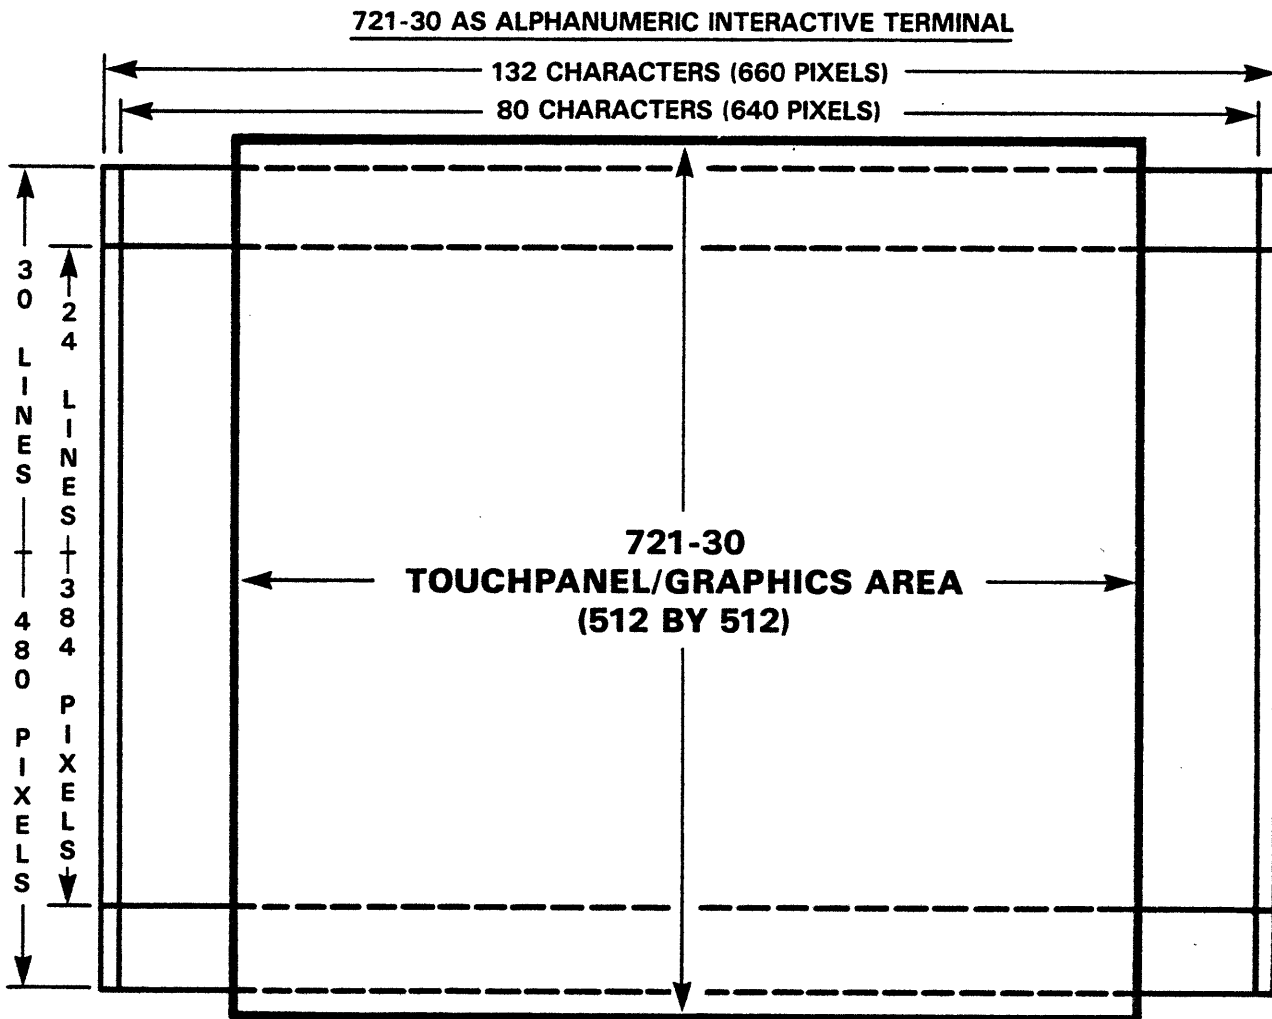 721-30 AS ALPHANUMERIC INTERACTIVE TERMINAL
132 CHARACTERS (660 PIXELS)
80 CHARACTERS (640 PIXELS)
30 LINES
480 PIXELS
24 LINES
384 PIXELS
721-30
TOUCHPANEL/GRAPHICS AREA
(512 BY 512)